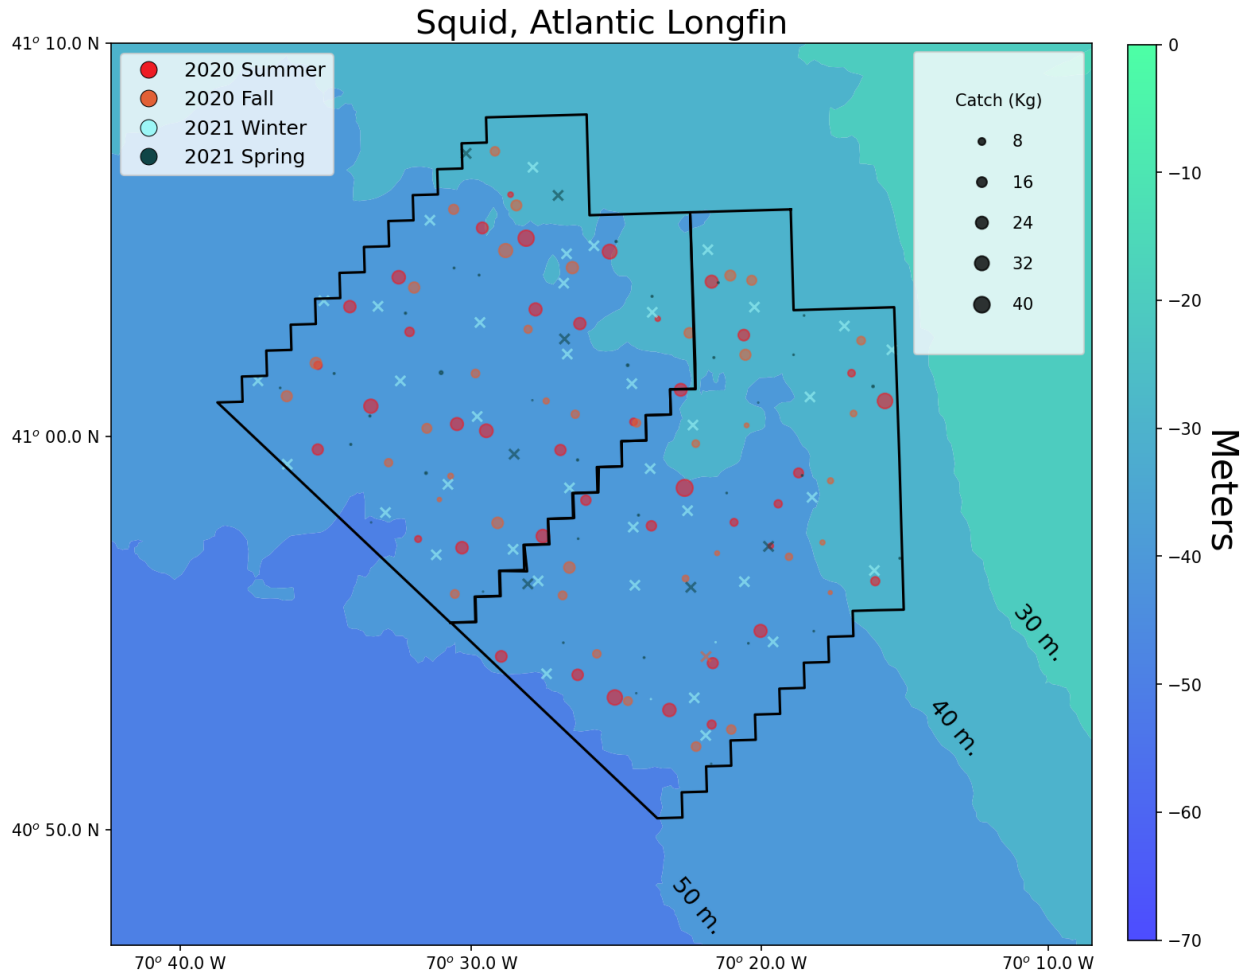 Squid, Atlantic Longfin
41° 10.0 N
2020 Summer
2020 Fall
2021 Winter
2021 Spring
Catch (Kg)
8
16
24
32
40
0
−10
−20
−30
−40
−50
−60
−70
Meters
41° 00.0 N
30 m.
40 m.
40° 50.0 N
50 m.
70° 40.0 W
70° 30.0 W
70° 20.0 W
70° 10.0 W